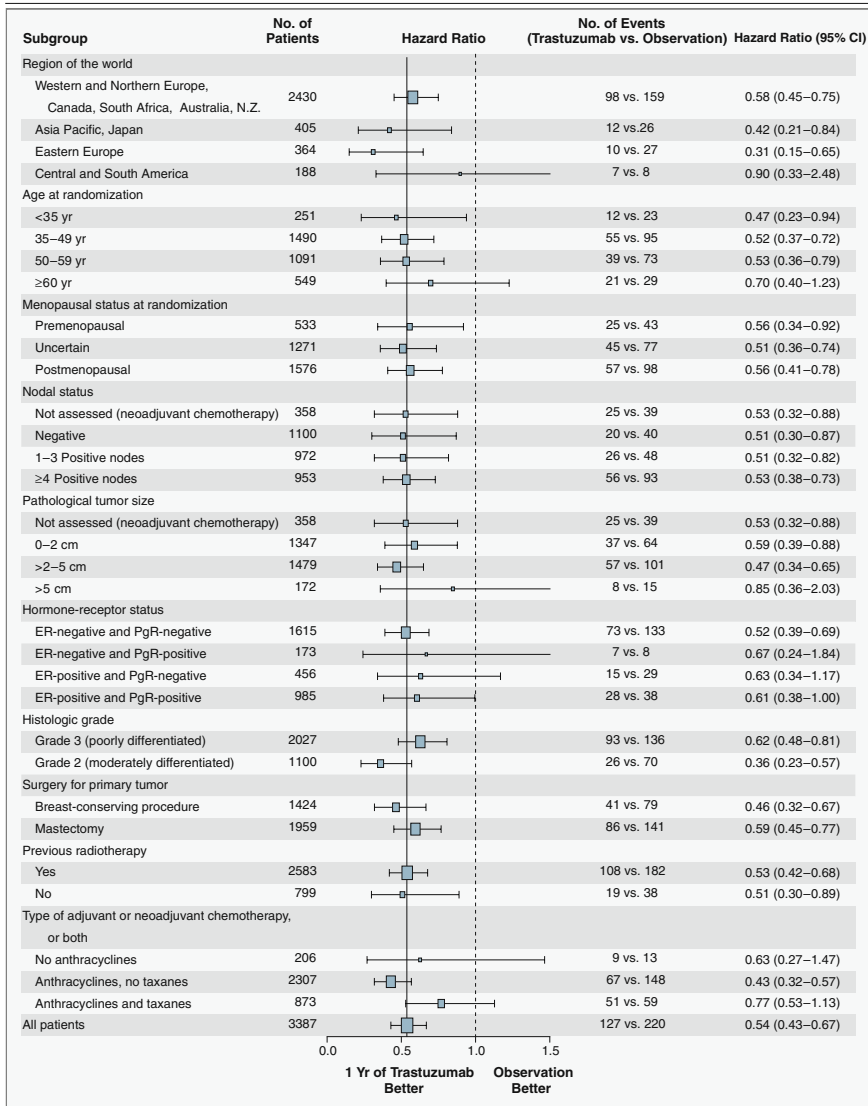 Subgroup No. of Patients Hazard Ratio No. of Events (Trastuzumab vs. Observation) Hazard Ratio (95% CI)
Region of the world
Western and Northern Europe,
Canada, South Africa, Australia, N.Z. 2430 98 vs. 159 0.58 (0.45–0.75)
Asia Pacific, Japan 405 12 vs.26 0.42 (0.21–0.84)
Eastern Europe 364 10 vs. 27 0.31 (0.15–0.65)
Central and South America 188 7 vs. 8 0.90 (0.33–2.48)
Age at randomization
<35 yr 251 12 vs. 23 0.47 (0.23–0.94)
35–49 yr 1490 55 vs. 95 0.52 (0.37–0.72)
50–59 yr 1091 39 vs. 73 0.53 (0.36–0.79)
≥60 yr 549 21 vs. 29 0.70 (0.40–1.23)
Menopausal status at randomization
Premenopausal 533 25 vs. 43 0.56 (0.34–0.92)
Uncertain 1271 45 vs. 77 0.51 (0.36–0.74)
Postmenopausal 1576 57 vs. 98 0.56 (0.41–0.78)
Nodal status
Not assessed (neoadjuvant chemotherapy) 358 25 vs. 39 0.53 (0.32–0.88)
Negative 1100 20 vs. 40 0.51 (0.30–0.87)
1–3 Positive nodes 972 26 vs. 48 0.51 (0.32–0.82)
≥4 Positive nodes 953 56 vs. 93 0.53 (0.38–0.73)
Pathological tumor size
Not assessed (neoadjuvant chemotherapy) 358 25 vs. 39 0.53 (0.32–0.88)
0–2 cm 1347 37 vs. 64 0.59 (0.39–0.88)
>2–5 cm 1479 57 vs. 101 0.47 (0.34–0.65)
>5 cm 172 8 vs. 15 0.85 (0.36–2.03)
Hormone-receptor status
ER-negative and PgR-negative 1615 73 vs. 133 0.52 (0.39–0.69)
ER-negative and PgR-positive 173 7 vs. 8 0.67 (0.24–1.84)
ER-positive and PgR-negative 456 15 vs. 29 0.63 (0.34–1.17)
ER-positive and PgR-positive 985 28 vs. 38 0.61 (0.38–1.00)
Histologic grade
Grade 3 (poorly differentiated) 2027 93 vs. 136 0.62 (0.48–0.81)
Grade 2 (moderately differentiated) 1100 26 vs. 70 0.36 (0.23–0.57)
Surgery for primary tumor
Breast-conserving procedure 1424 41 vs. 79 0.46 (0.32–0.67)
Mastectomy 1959 86 vs. 141 0.59 (0.45–0.77)
Previous radiotherapy
Yes 2583 108 vs. 182 0.53 (0.42–0.68)
No 799 19 vs. 38 0.51 (0.30–0.89)
Type of adjuvant or neoadjuvant chemotherapy,
or both
No anthracyclines 206 9 vs. 13 0.63 (0.27–1.47)
Anthracyclines, no taxanes 2307 67 vs. 148 0.43 (0.32–0.57)
Anthracyclines and taxanes 873 51 vs. 59 0.77 (0.53–1.13)
All patients 3387 127 vs. 220 0.54 (0.43–0.67)
0.0 0.5 1.0 1.5
1 Yr of Trastuzumab Better Observation Better